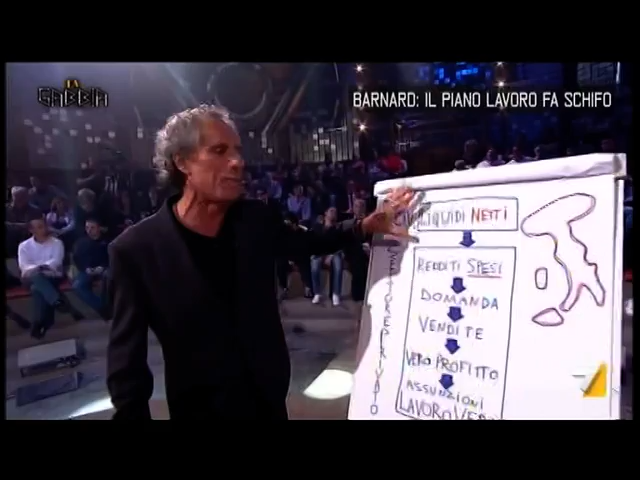 LA
GABBIA
BARNARD: IL PIANO LAVORO FA SCHIFO
LIQUIDI NETTI
REDDITI SPESI
DOMANDA
VENDITE
VERO PROFITTO
ASSUNZIONI
LAVORO VERO
PRIVATO